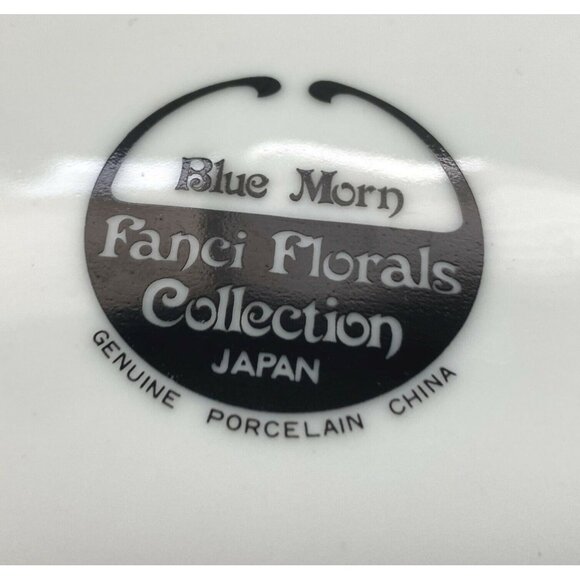 Blue Morn
Fanci Florals
Collection
JAPAN
GENUINE PORCELAIN CHINA